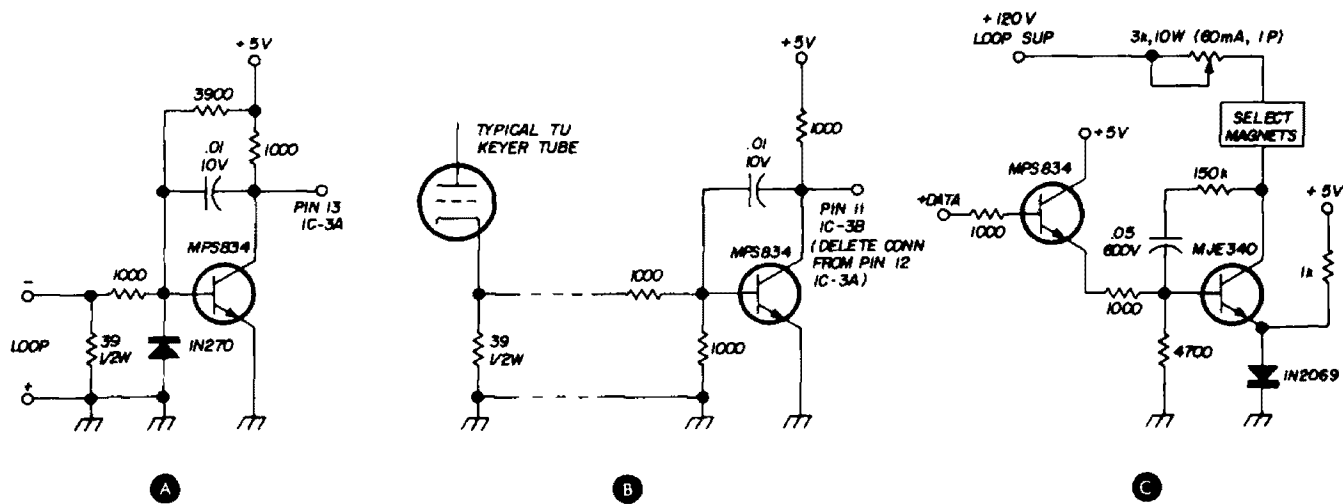 +5V
3900
1000
.01
10V
PIN 13
IC-3A
MPS834
1000
−
LOOP
+
39
1/2W
1N270
A
TYPICAL TU
KEYER TUBE
+5V
1000
.01
10V
PIN 11
IC-3B
(DELETE CONN
FROM PIN 12
IC-3A)
MPS834
1000
39
1/2W
1000
B
+120V
LOOP SUP
3k,10W (60mA, 1P)
SELECT
MAGNETS
+5V
MPS834
+DATA
1000
150k
.05
600V
MJE340
+5V
1k
1000
4700
1N2069
C